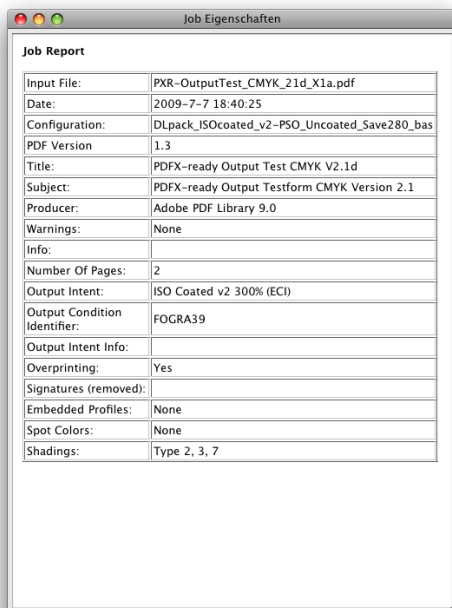 Job Eigenschaften
Job Report
Input File: PXR-OutputTest_CMYK_21d_X1a.pdf
Date: 2009-7-7 18:40:25
Configuration: DLpack_ISOcoated_v2-PSO_Uncoated_Save280_bas
PDF Version 1.3
Title: PDFX-ready Output Test CMYK V2.1d
Subject: PDFX-ready Output Testform CMYK Version 2.1
Producer: Adobe PDF Library 9.0
Warnings: None
Info:
Number Of Pages: 2
Output Intent: ISO Coated v2 300% (ECI)
Output Condition
Identifier: FOGRA39
Output Intent Info:
Overprinting: Yes
Signatures (removed):
Embedded Profiles: None
Spot Colors: None
Shadings: Type 2, 3, 7